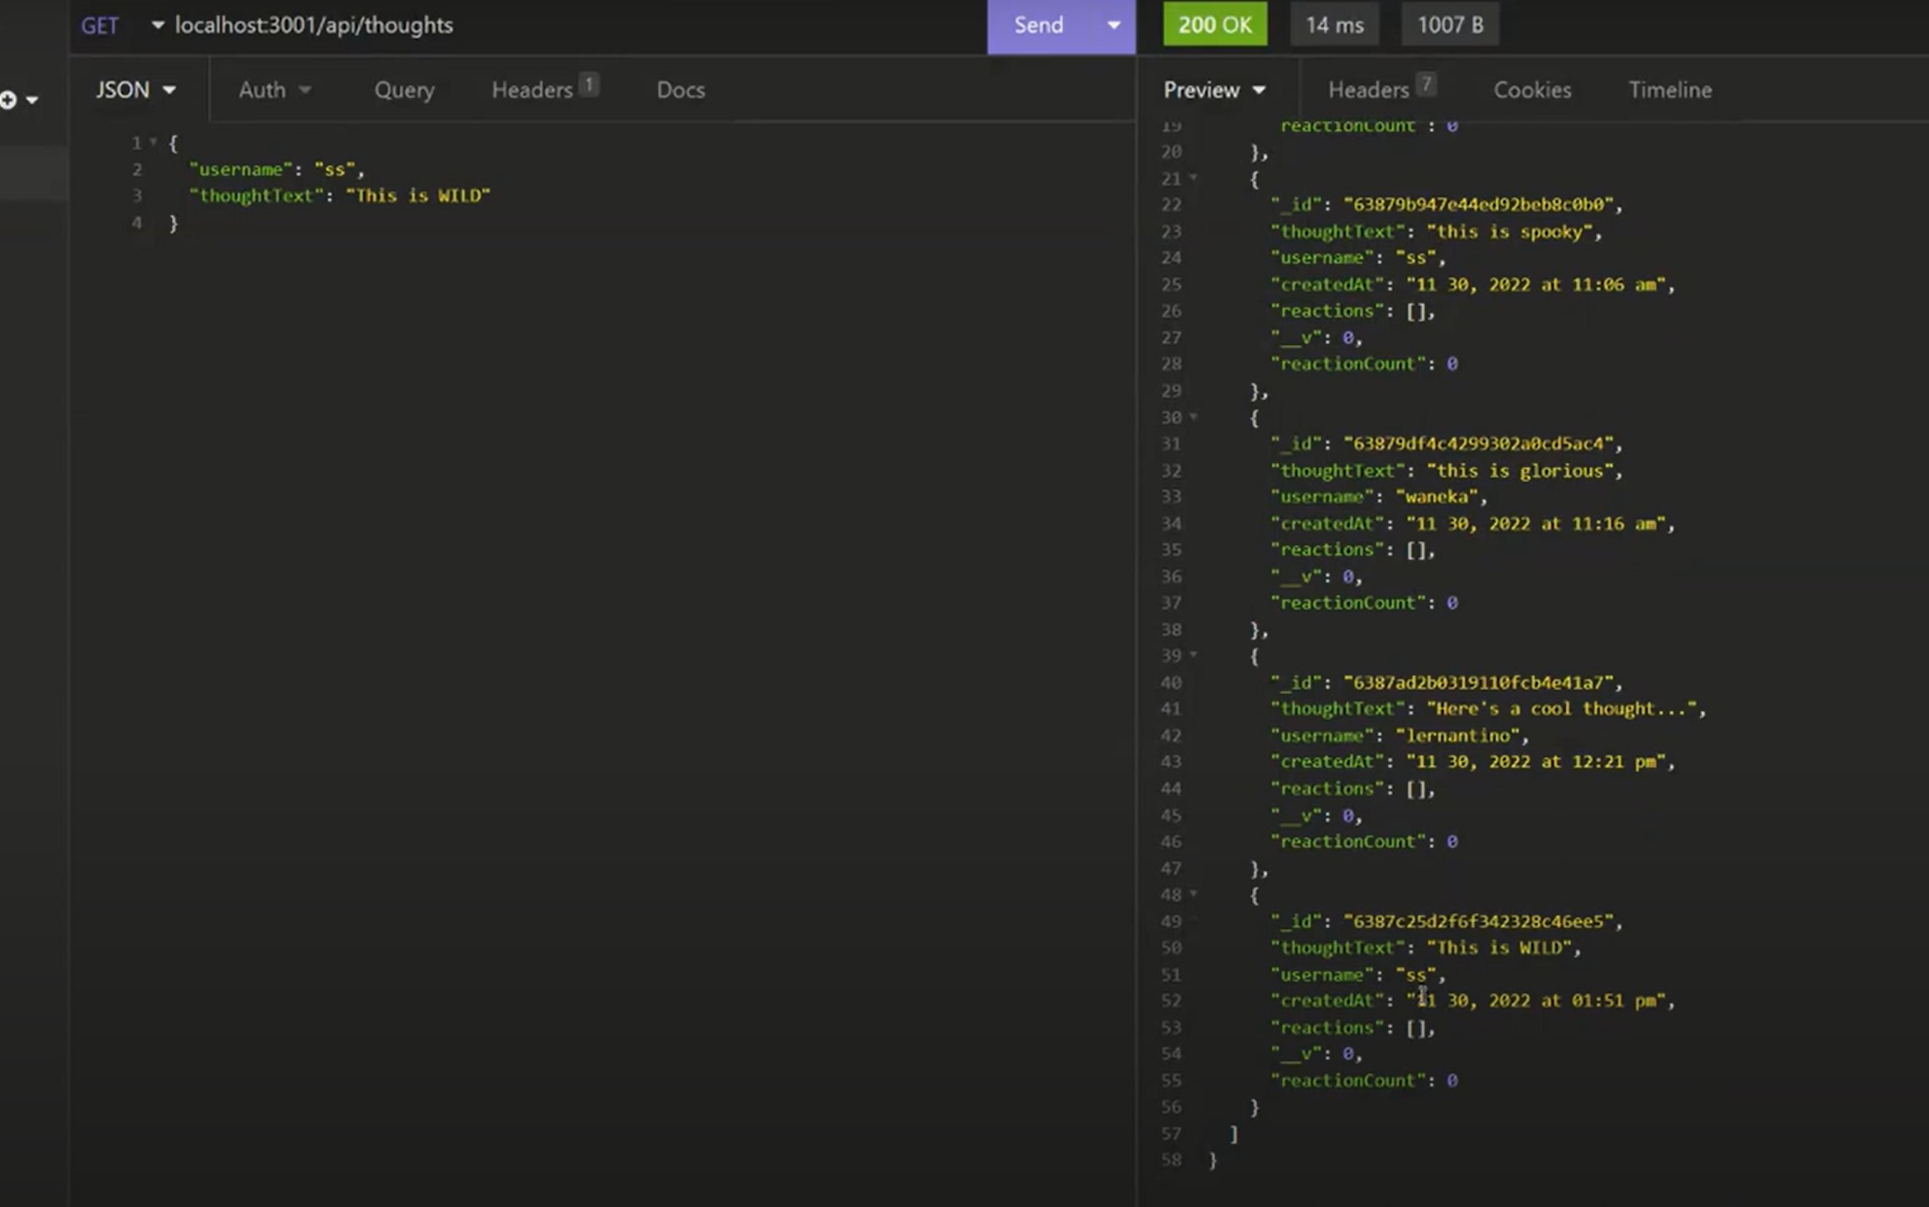 GET localhost:3001/api/thoughts Send 200 OK 14 ms 1007 B
JSON Auth Query Headers 1 Docs
Preview Headers 7 Cookies Timeline
1 {
2 "username": "ss",
3 "thoughtText": "This is WILD"
4 }
19 reactionCount : 0
20 },
21 {
22 "_id": "63879b947e44ed92beb8c0b0",
23 "thoughtText": "this is spooky",
24 "username": "ss",
25 "createdAt": "11 30, 2022 at 11:06 am",
26 "reactions": [],
27 "__v": 0,
28 "reactionCount": 0
29 },
30 {
31 "_id": "63879df4c4299302a0cd5ac4",
32 "thoughtText": "this is glorious",
33 "username": "waneka",
34 "createdAt": "11 30, 2022 at 11:16 am",
35 "reactions": [],
36 "__v": 0,
37 "reactionCount": 0
38 },
39 {
40 "_id": "6387ad2b0319110fcb4e41a7",
41 "thoughtText": "Here's a cool thought...",
42 "username": "lernantino",
43 "createdAt": "11 30, 2022 at 12:21 pm",
44 "reactions": [],
45 "__v": 0,
46 "reactionCount": 0
47 },
48 {
49 "_id": "6387c25d2f6f342328c46ee5",
50 "thoughtText": "This is WILD",
51 "username": "ss",
52 "createdAt": "11 30, 2022 at 01:51 pm",
53 "reactions": [],
54 "__v": 0,
55 "reactionCount": 0
56 }
57 ]
58 }